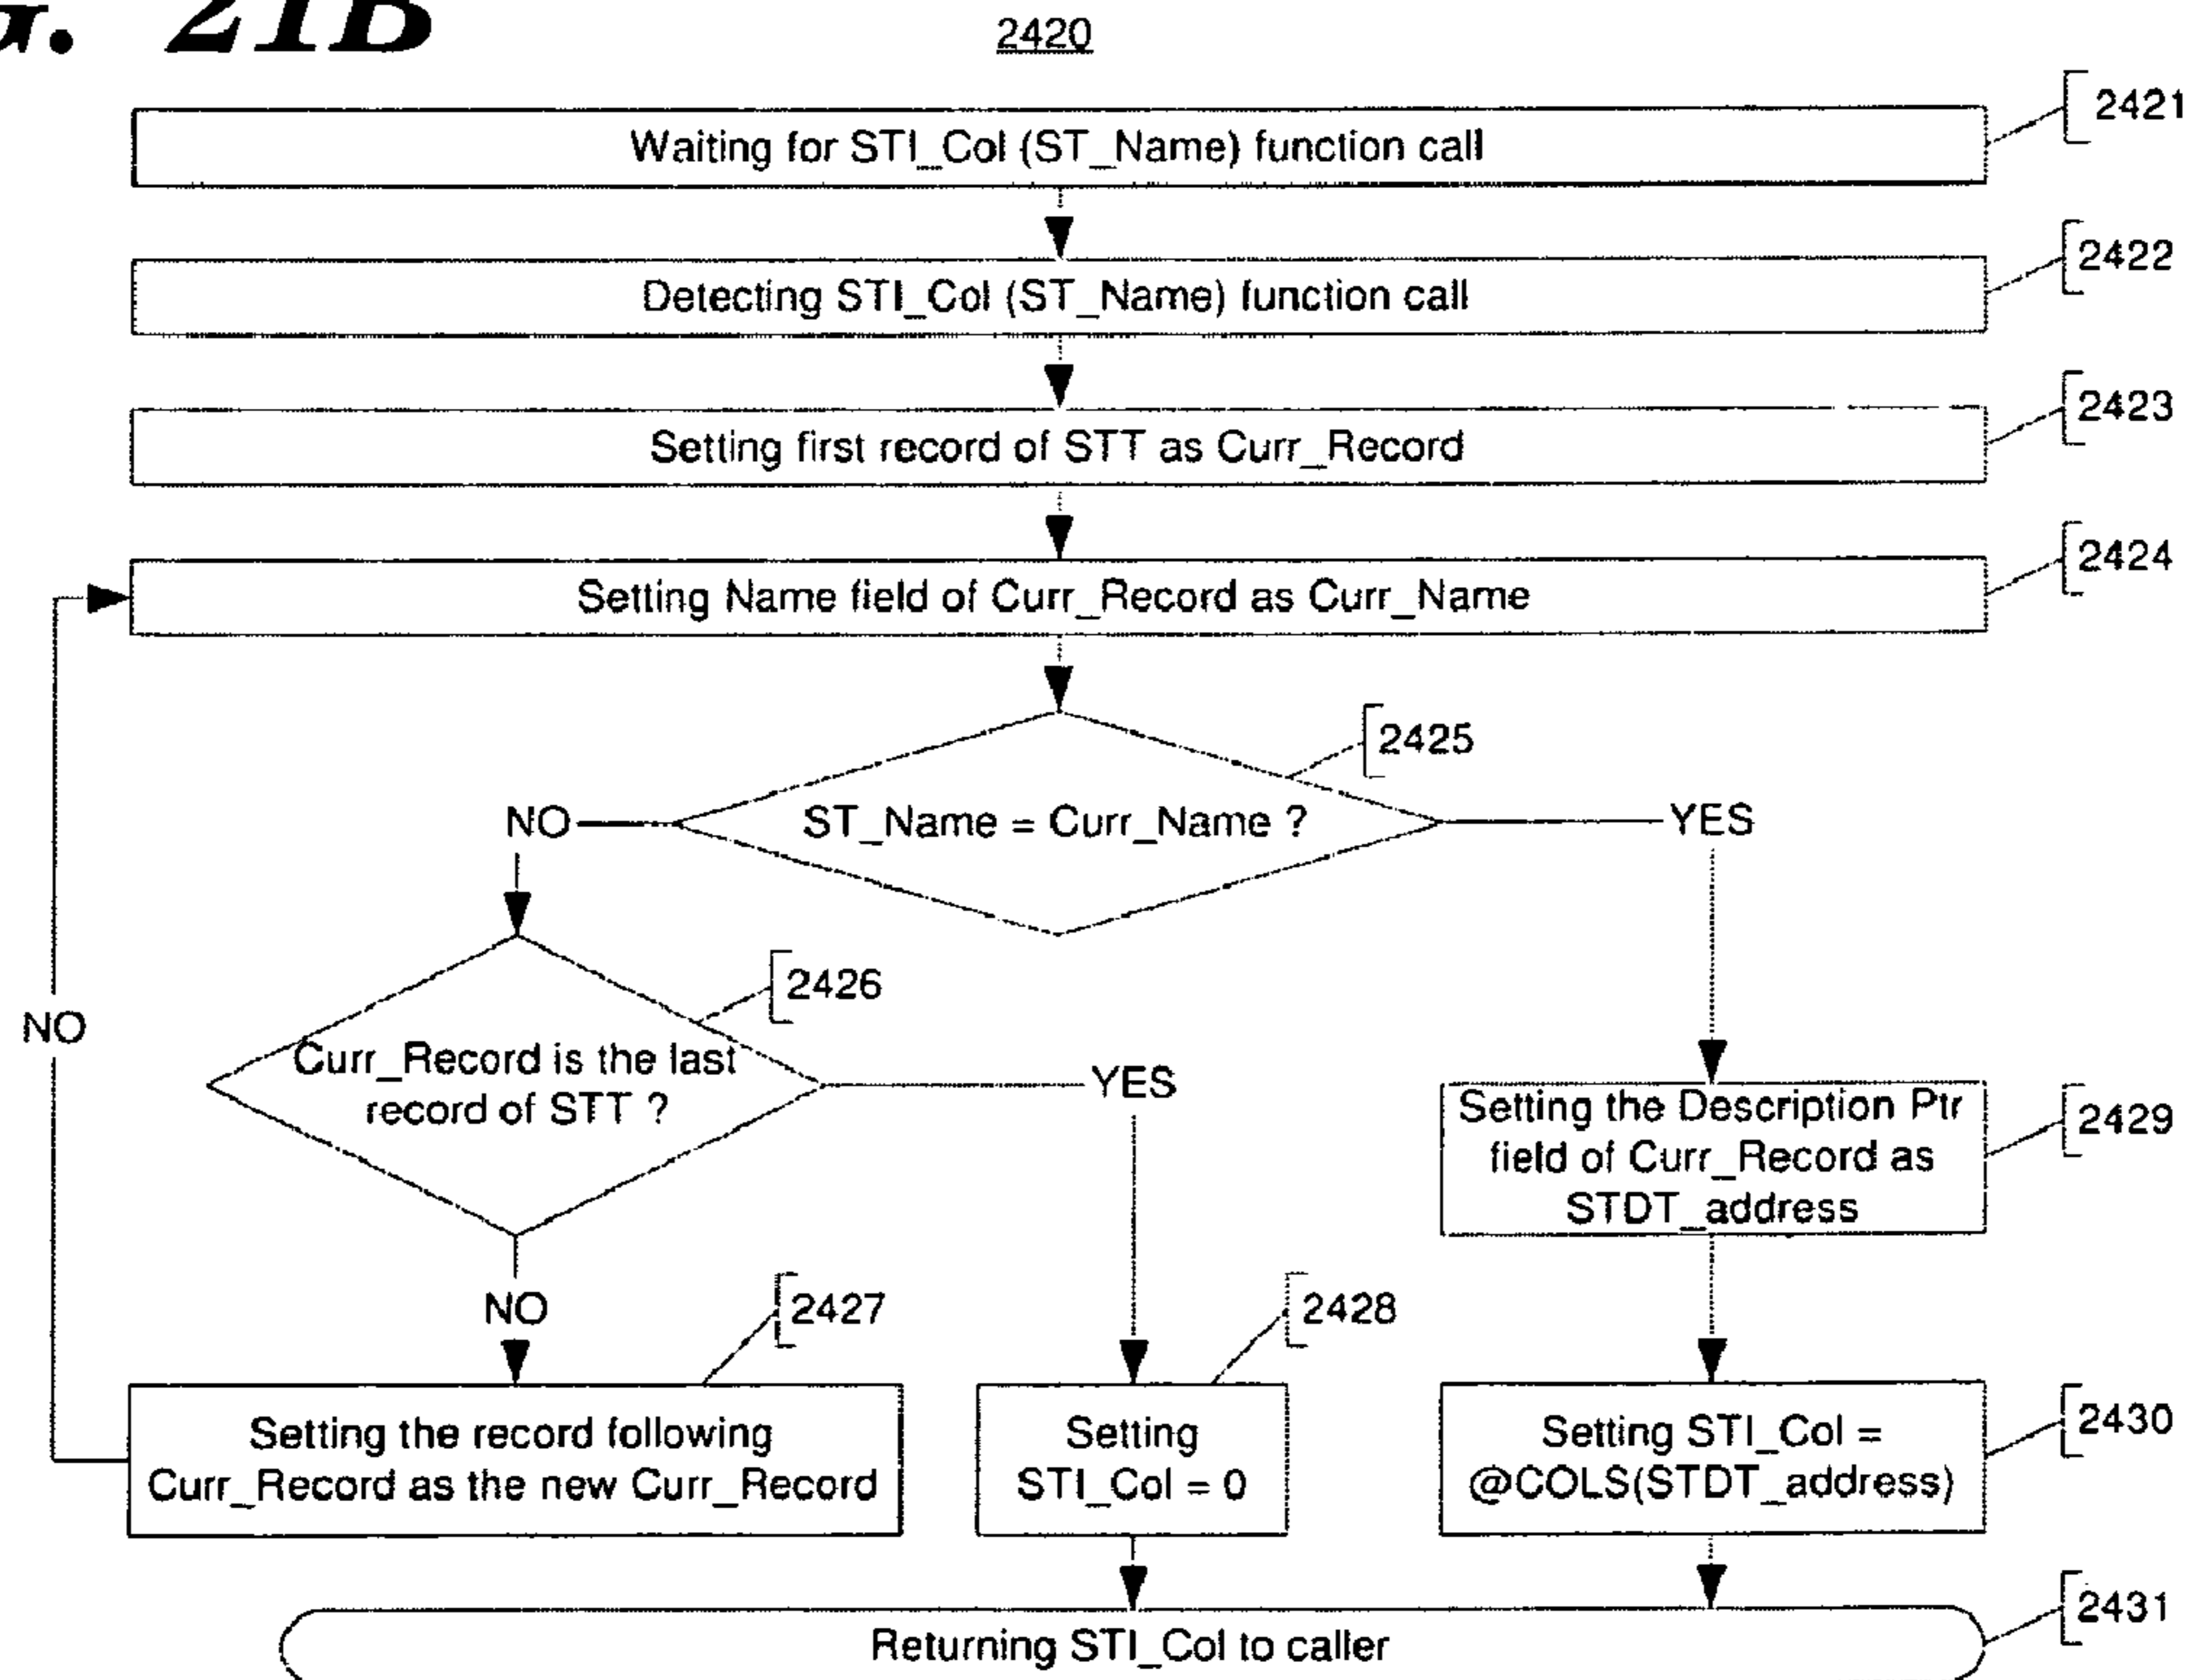 G. 21B
2420
2421
Waiting for STI_Col (ST_Name) function call
2422
Detecting STI_Col (ST_Name) function call
2423
Setting first record of STT as Curr_Record
2424
Setting Name field of Curr_Record as Curr_Name
2425
NO
ST_Name = Curr_Name ?
YES
2426
NO
Curr_Record is the last
record of STT ?
YES
2429
Setting the Description Ptr
field of Curr_Record as
STDT_address
NO
2427
2428
2430
Setting the record following
Curr_Record as the new Curr_Record
Setting
STI_Col = 0
Setting STI_Col =
@COLS(STDT_address)
2431
Returning STI_Col to caller